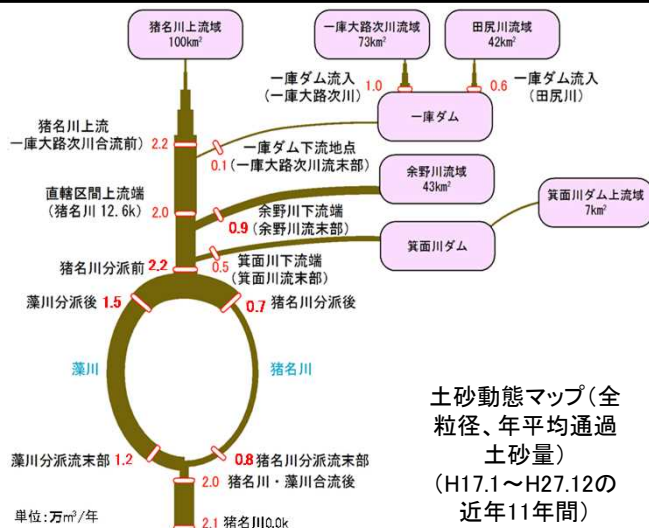 猪名川上流域
100km²
一庫大路次川流域
73km²
田尻川流域
42km²
一庫ダム流入
(一庫大路次川)
1.0
0.6
一庫ダム流入
(田尻川)
一庫ダム
猪名川上流
一庫大路次川合流前
2.2
一庫ダム下流地点
(一庫大路次川流末部)
0.1
余野川流域
43km²
直轄区間上流端
(猪名川 12.6k)
2.0
余野川下流端
(余野川流末部)
0.9
箕面川ダム上流域
7km²
箕面川ダム
猪名川分派前
2.2
0.5
箕面川下流端
(箕面川流末部)
藻川分派後
1.5
0.7
猪名川分派後
藻川
猪名川
土砂動態マップ(全
粒径、年平均通過
土砂量)
(H17.1~H27.12の
近年11年間)
藻川分派流末部
1.2
0.8
猪名川分派流末部
2.0
猪名川・藻川合流後
単位:万m³/年
2.1
猪名川0.0k